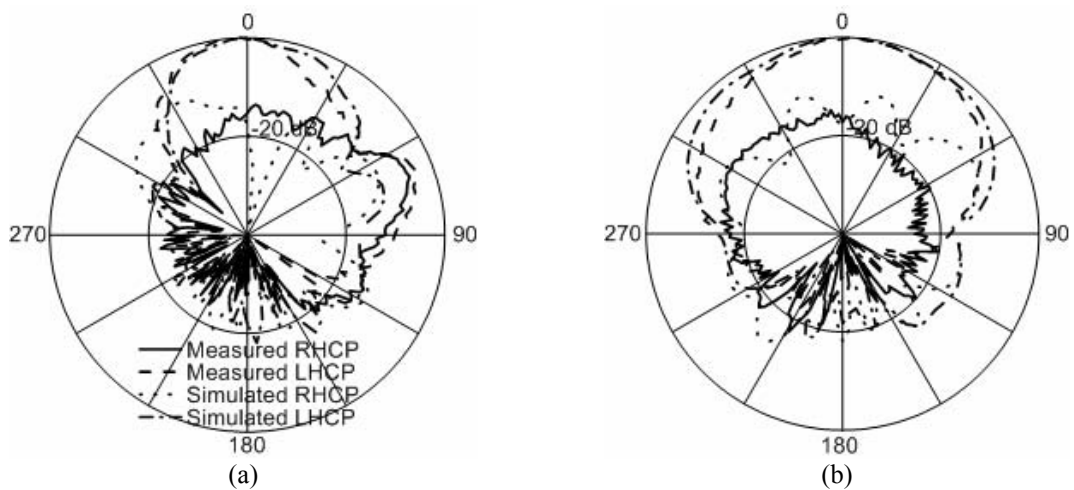 0
-20 dB
270
90
Measured RHCP
Measured LHCP
Simulated RHCP
Simulated LHCP
180
(a)
0
-20 dB
270
90
180
(b)